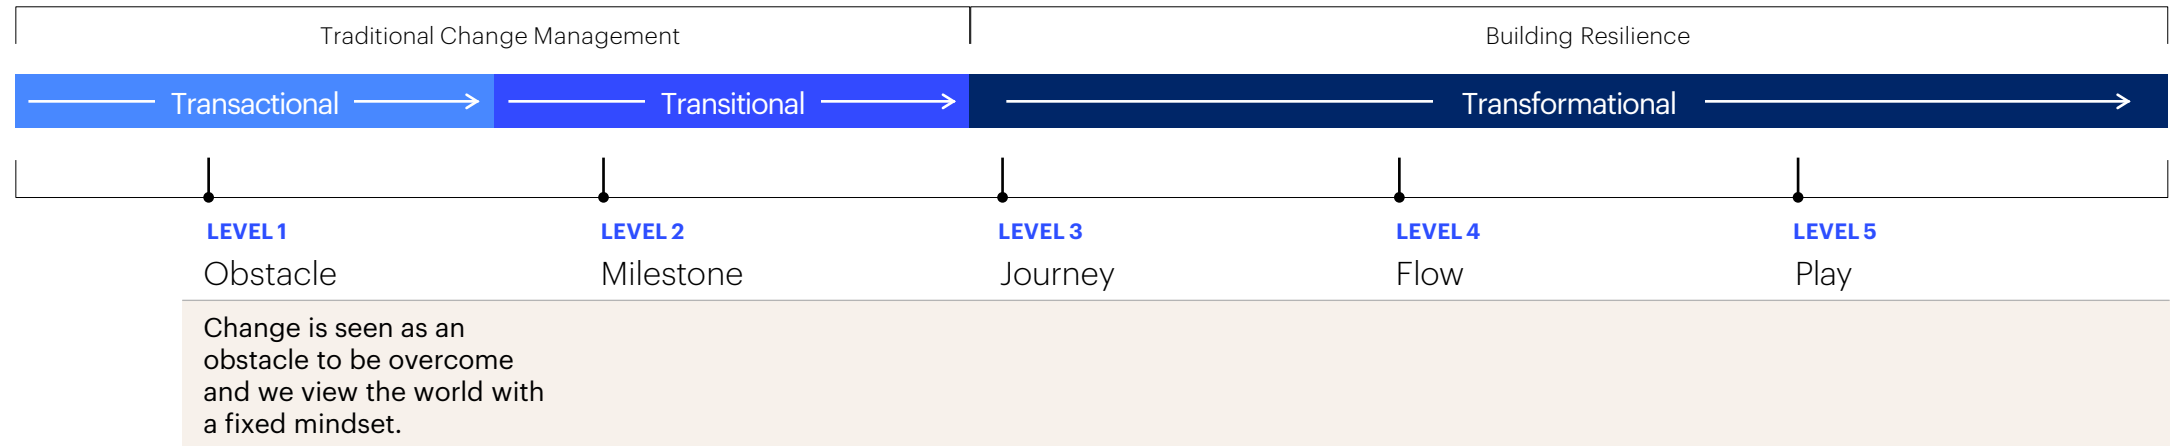 Traditional Change Management
Building Resilience
Transactional
Transitional
Transformational
LEVEL 1
LEVEL 2
LEVEL 3
LEVEL 4
LEVEL 5
Obstacle
Milestone
Journey
Flow
Play
Change is seen as an
obstacle to be overcome
and we view the world with
a fixed mindset.